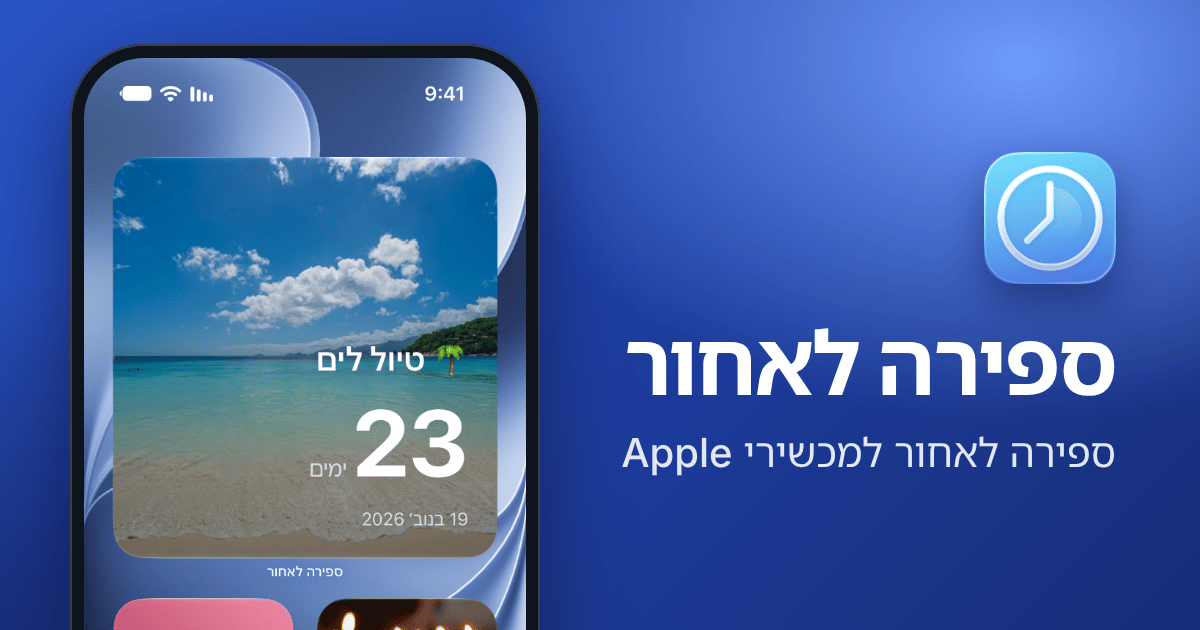 9:41
🌴 טיול לים
23 ימים
19 בנוב׳ 2026
ספירה לאחור
ספירה לאחור
ספירה לאחור למכשירי Apple